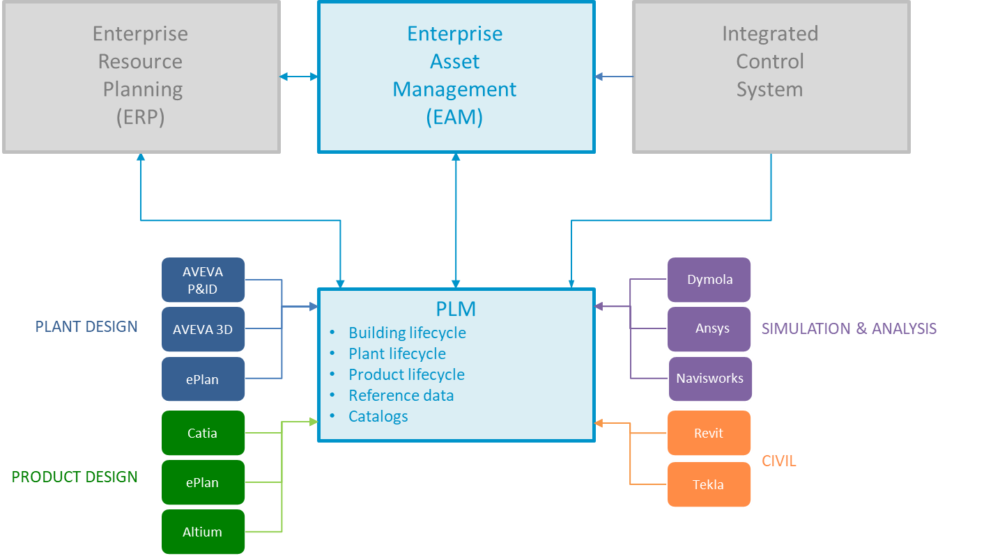 Enterprise
Resource
Planning
(ERP)
Enterprise
Asset
Management
(EAM)
Integrated
Control
System
PLANT DESIGN
AVEVA
P&ID
AVEVA 3D
ePlan
PRODUCT DESIGN
Catia
ePlan
Altium
PLM
• Building lifecycle
• Plant lifecycle
• Product lifecycle
• Reference data
• Catalogs
Dymola
Ansys
Navisworks
SIMULATION & ANALYSIS
Revit
Tekla
CIVIL